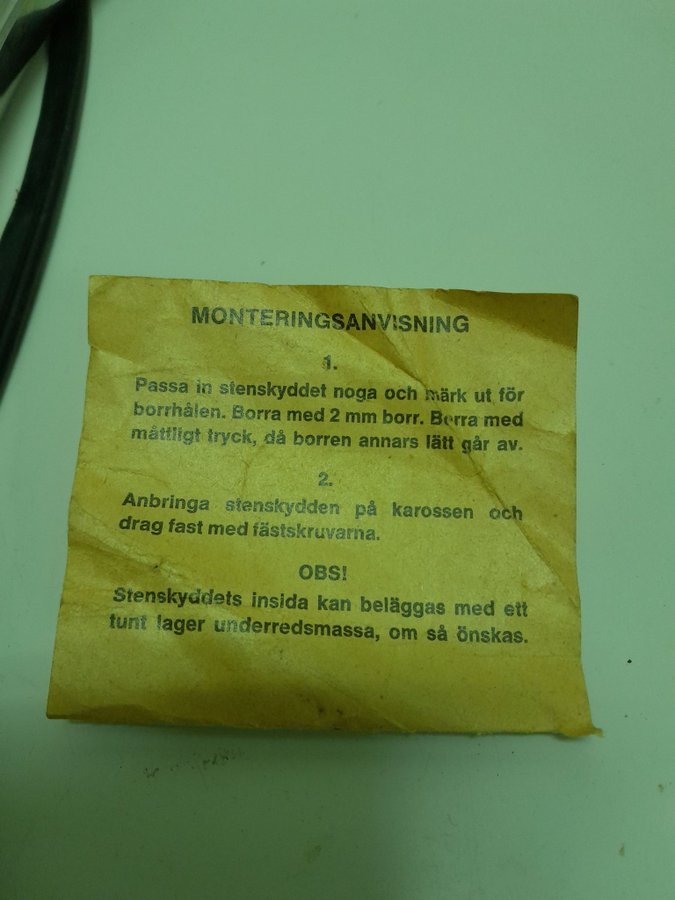 MONTERINGSANVISNING
1.
Passa in stenskyddet noga och märk ut för
borrhålen. Borra med 2 mm borr. Borra med
måttligt tryck, då borren annars lätt går av.
2.
Anbringa stenskydden på karossen och
drag fast med fästskruvarna.
OBS!
Stenskyddets insida kan beläggas med ett
tunt lager underredsmassa, om så önskas.